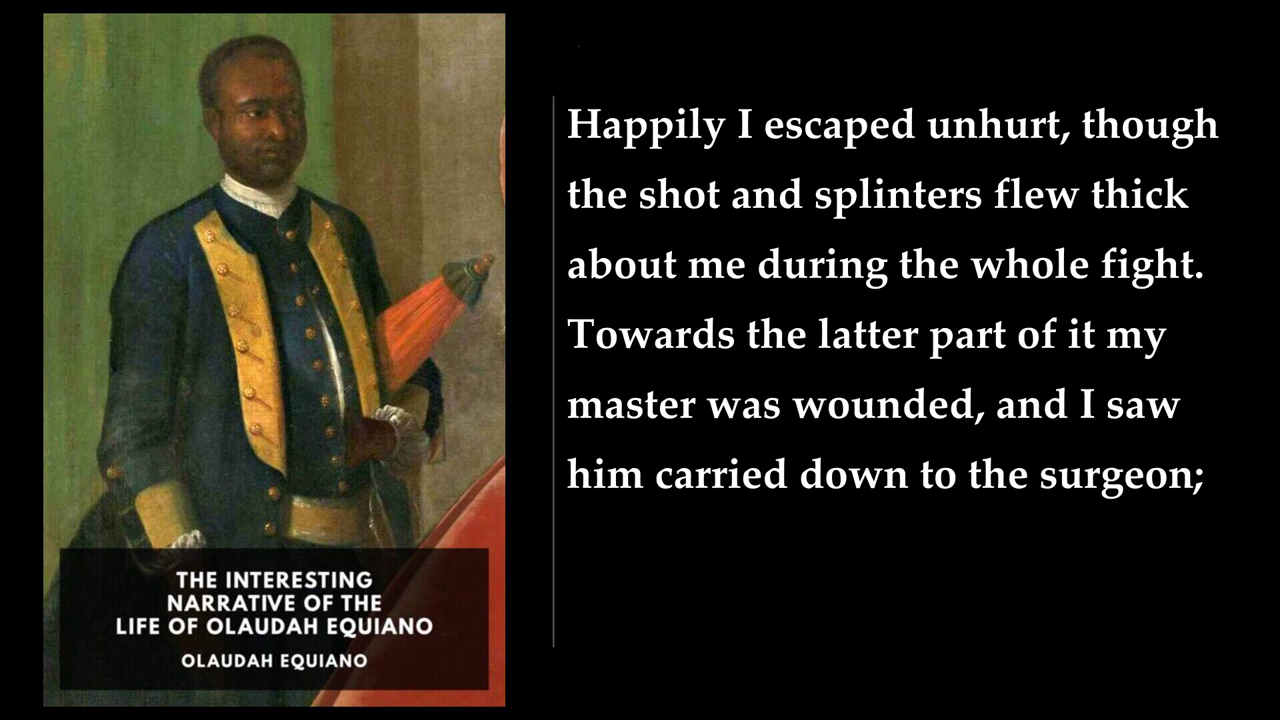 Happily I escaped unhurt, though
the shot and splinters flew thick
about me during the whole fight.
Towards the latter part of it my
master was wounded, and I saw
him carried down to the surgeon;
THE INTERESTING
NARRATIVE OF THE
LIFE OF OLAUDAH EQUIANO
OLAUDAH EQUIANO